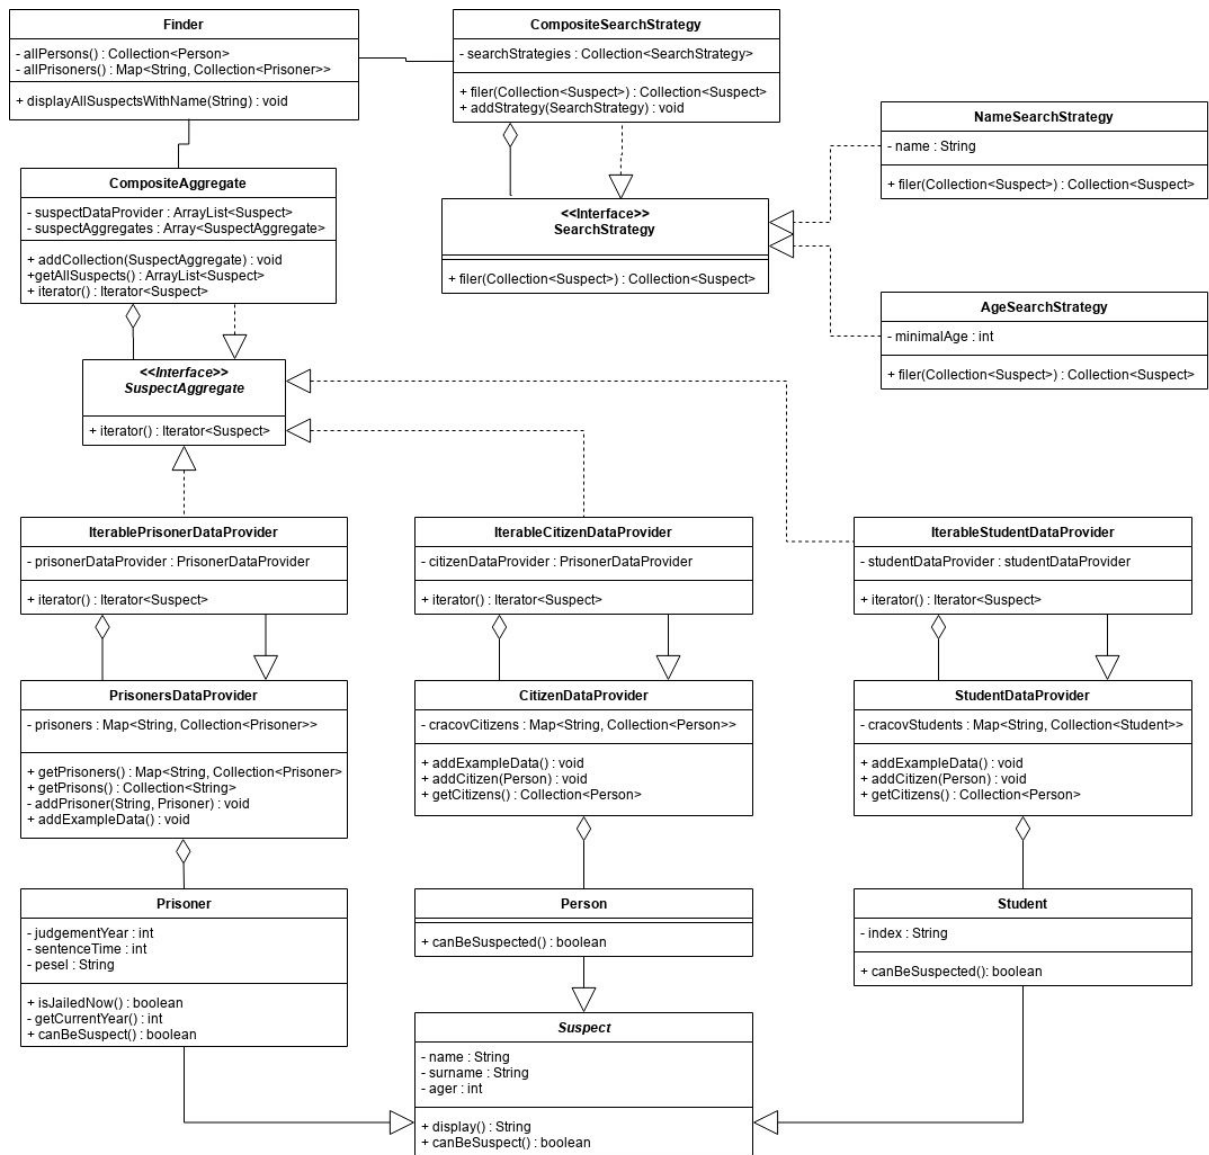 Finder
- allPersons() : Collection<Person>
- allPrisoners() : Map<String, Collection<Prisoner>>
+ displayAllSuspectsWithName(String) : void
CompositeSearchStrategy
- searchStrategies : Collection<SearchStrategy>
+ filer(Collection<Suspect>) : Collection<Suspect>
+ addStrategy(SearchStrategy) : void
NameSearchStrategy
- name : String
+ filer(Collection<Suspect>) : Collection<Suspect>
CompositeAggregate
- suspectDataProvider : ArrayList<Suspect>
- suspectAggregates : Array<SuspectAggregate>
+ addCollection(SuspectAggregate) : void
+getAllSuspects() : ArrayList<Suspect>
+ iterator() : Iterator<Suspect>
<<Interface>>
SearchStrategy
+ filer(Collection<Suspect>) : Collection<Suspect>
AgeSearchStrategy
- minimalAge : int
+ filer(Collection<Suspect>) : Collection<Suspect>
<<Interface>>
SuspectAggregate
+ iterator() : Iterator<Suspect>
IterablePrisonerDataProvider
- prisonerDataProvider : PrisonerDataProvider
+ iterator() : Iterator<Suspect>
IterableCitizenDataProvider
- citizenDataProvider : PrisonerDataProvider
+ iterator() : Iterator<Suspect>
IterableStudentDataProvider
- studentDataProvider : studentDataProvider
+ iterator() : Iterator<Suspect>
PrisonersDataProvider
- prisoners : Map<String, Collection<Prisoner>>
+ getPrisoners() : Map<String, Collection<Prisoner>
+ getPrisons() : Collection<String>
- addPrisoner(String, Prisoner) : void
+ addExampleData() : void
CitizenDataProvider
- cracovCitizens : Map<String, Collection<Person>>
+ addExampleData() : void
+ addCitizen(Person) : void
+ getCitizens() : Collection<Person>
StudentDataProvider
- cracovStudents : Map<String, Collection<Student>>
+ addExampleData() : void
+ addCitizen(Person) : void
+ getCitizens() : Collection<Person>
Prisoner
- judgementYear : int
- sentenceTime : int
- pesel : String
+ isJailedNow() : boolean
- getCurrentYear() : int
+ canBeSuspect() : boolean
Person
+ canBeSuspected() : boolean
Student
- index : String
+ canBeSuspected(): boolean
Suspect
- name : String
- surname : String
- ager : int
+ display() : String
+ canBeSuspect() : boolean